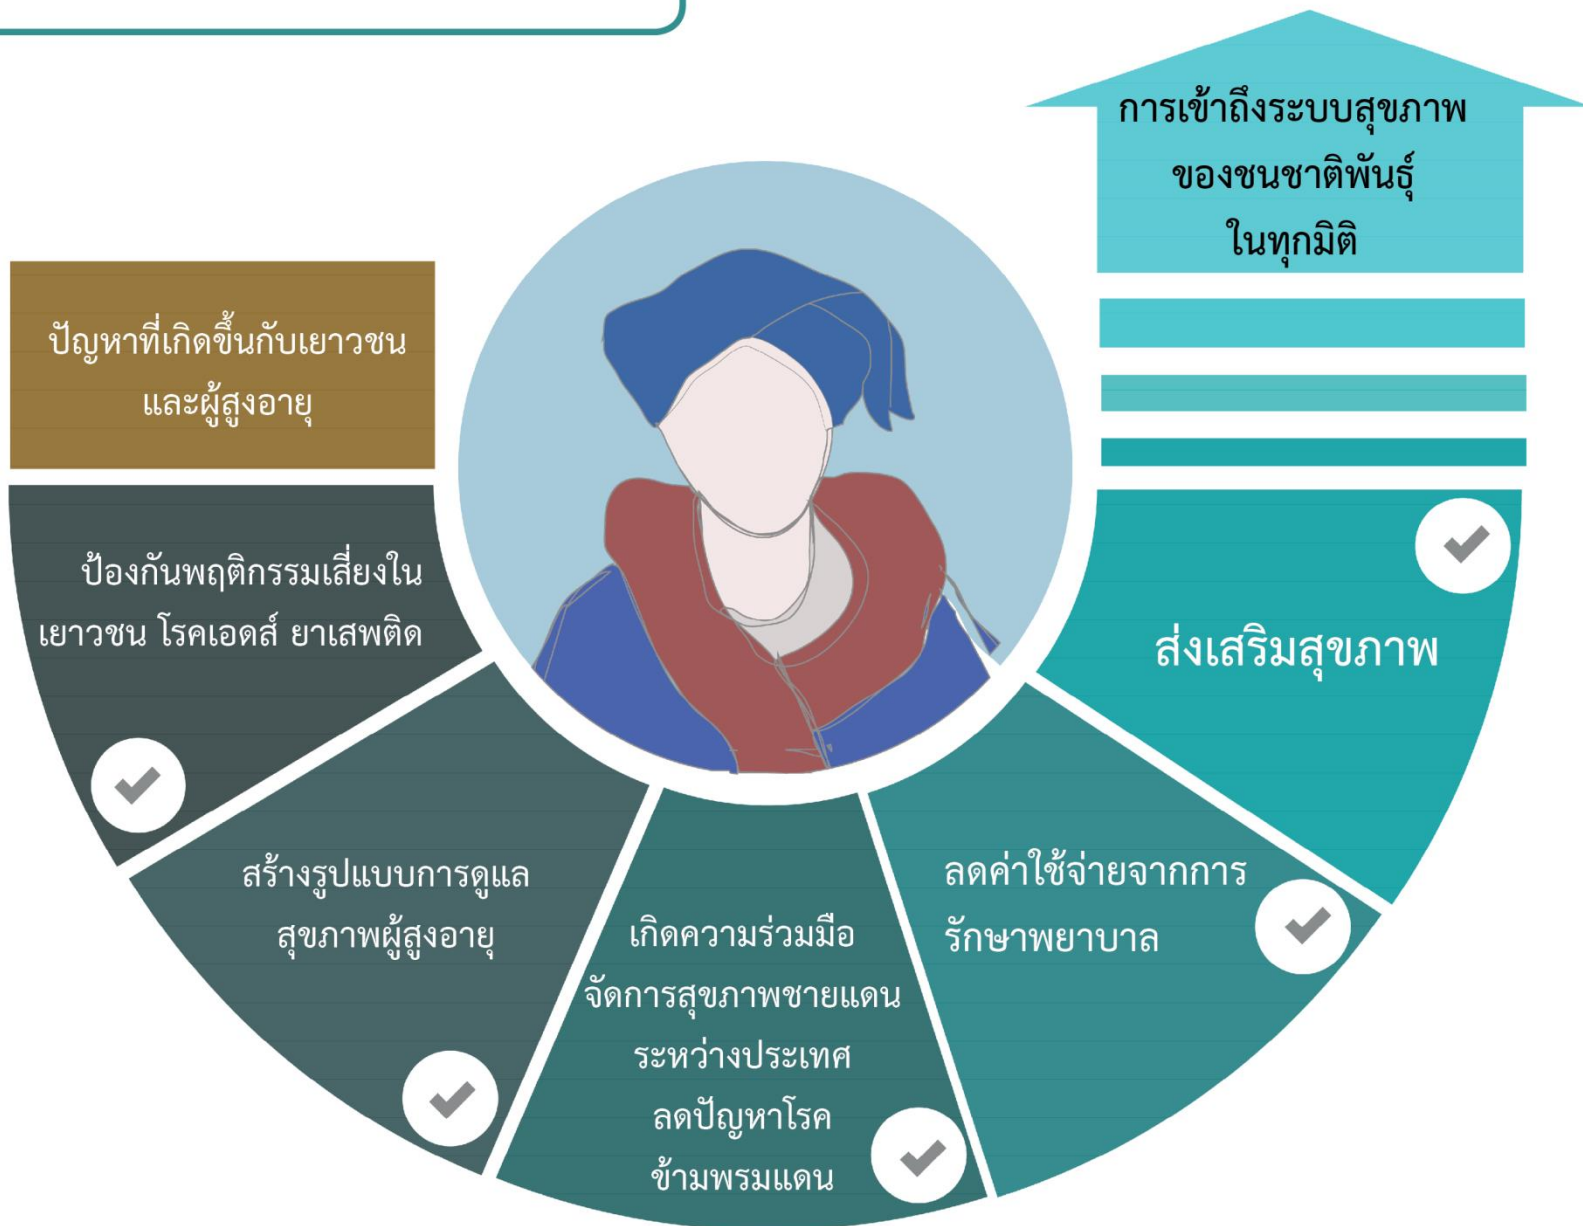 ปัญหาที่เกิดขึ้นกับเยาวชน
และผู้สูงอายุ
ป้องกันพฤติกรรมเสี่ยงใน
เยาวชน โรคเอดส์ ยาเสพติด
สร้างรูปแบบการดูแล
สุขภาพผู้สูงอายุ
เกิดความร่วมมือ
จัดการสุขภาพชายแดน
ระหว่างประเทศ
ลดปัญหาโรค
ข้ามพรมแดน
ลดค่าใช้จ่ายจากการ
รักษาพยาบาล
ส่งเสริมสุขภาพ
การเข้าถึงระบบสุขภาพ
ของชนชาติพันธุ์
ในทุกมิติ